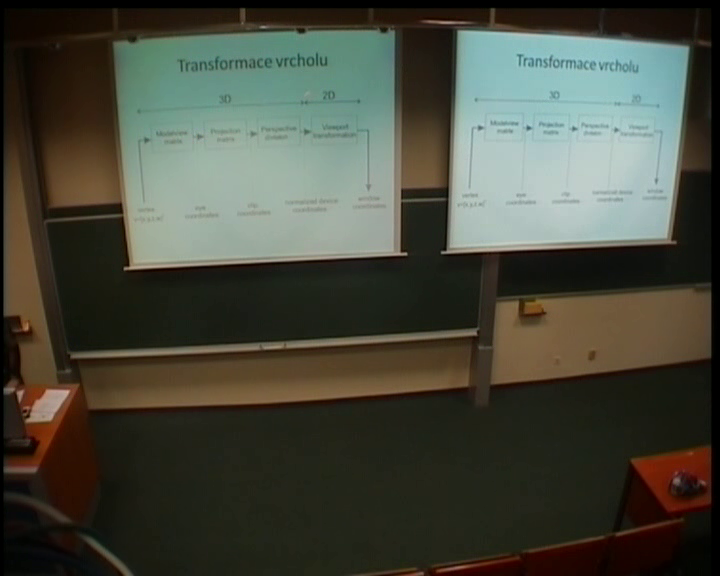 Transformace vrcholu
3D 2D
Modelview matrix
Projection matrix
Perspective division
Viewport transformation
vertex
eye coordinates
clip coordinates
normalized device coordinates
window coordinates
Transformace vrcholu
3D 2D
Modelview matrix
Projection matrix
Perspective division
Viewport transformation
vertex
eye coordinates
clip coordinates
normalized device coordinates
window coordinates